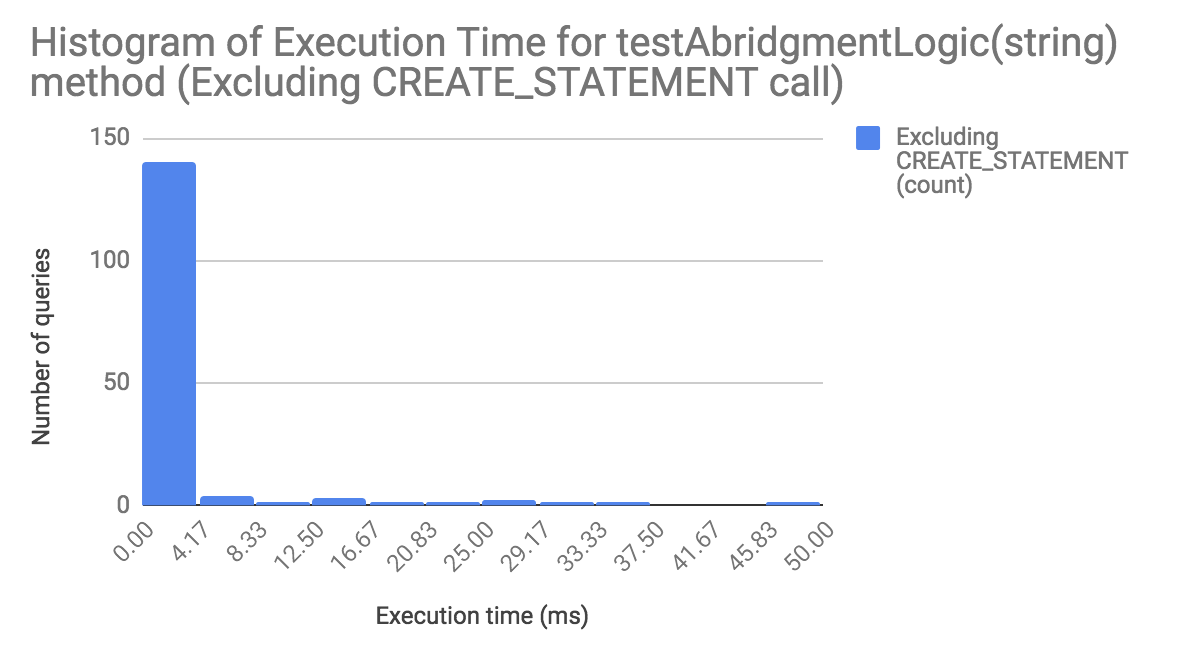 Histogram of Execution Time for testAbridgmentLogic(string)
method (Excluding CREATE_STATEMENT call)
150
100
50
0
Number of queries
0.00
4.17
8.33
12.50
16.67
20.83
25.00
29.17
33.33
37.50
41.67
45.83
50.00
Execution time (ms)
Excluding
CREATE_STATEMENT
(count)